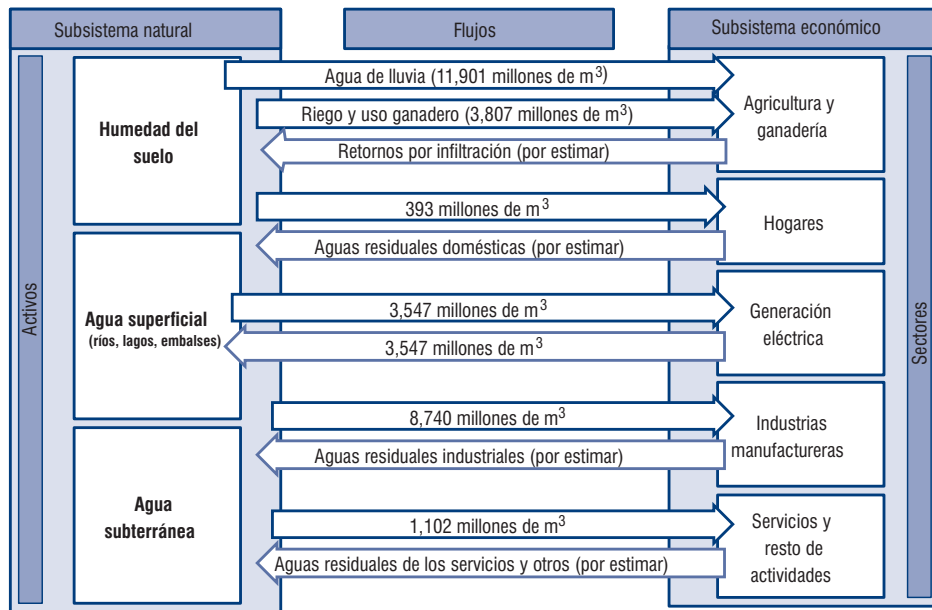 Subsistema natural
Flujos
Subsistema económico
Activos
Humedad del
suelo
Agua superficial
(ríos, lagos, embalses)
Agua
subterránea
Agua de lluvia (11,901 millones de m³)
Riego y uso ganadero (3,807 millones de m³)
Retornos por infiltración (por estimar)
393 millones de m³
Aguas residuales domésticas (por estimar)
3,547 millones de m³
3,547 millones de m³
8,740 millones de m³
Aguas residuales industriales (por estimar)
1,102 millones de m³
Aguas residuales de los servicios y otros (por estimar)
Agricultura y
ganadería
Hogares
Generación
eléctrica
Industrias
manufactureras
Servicios y
resto de
actividades
Sectores